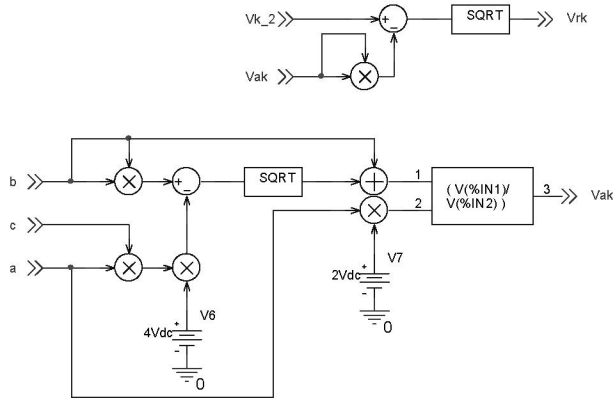 Vk_2
+
−
SQRT
Vrk
Vak
b
+
−
SQRT
1
2
( V(%IN1)/
V(%IN2) )
3
Vak
c
a
V7
2Vdc
+
-
0
V6
4Vdc
+
-
0